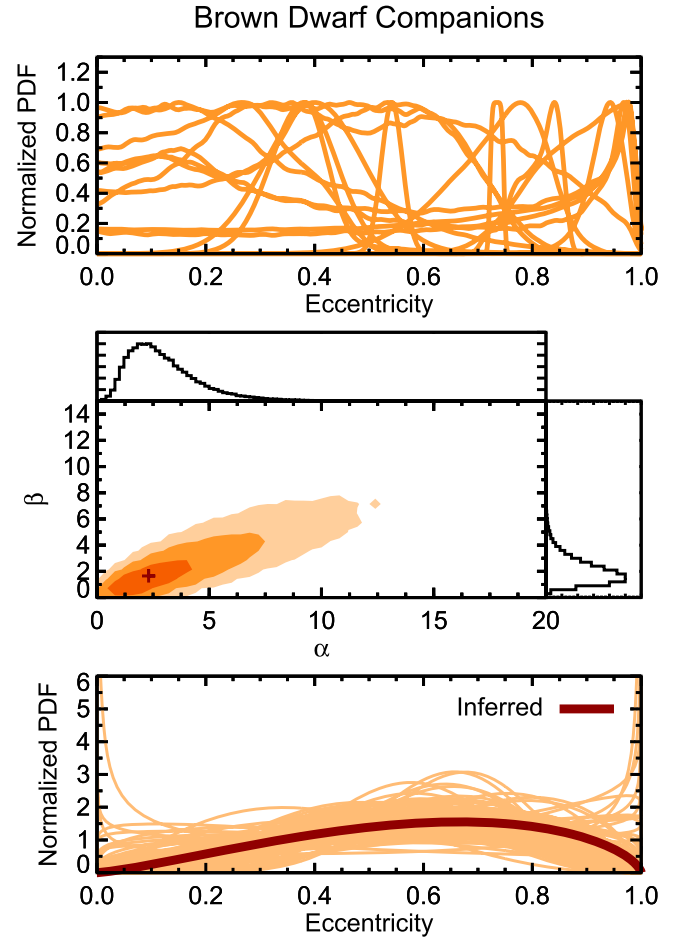 Brown Dwarf Companions
Normalized PDF
1.2
1.0
0.8
0.6
0.4
0.2
0.0
0.0 0.2 0.4 0.6 0.8 1.0
Eccentricity
14
12
10
8
6
4
2
0
β
0 5 10 15 20
α
Normalized PDF
6
5
4
3
2
1
0
Inferred
0.0 0.2 0.4 0.6 0.8 1.0
Eccentricity